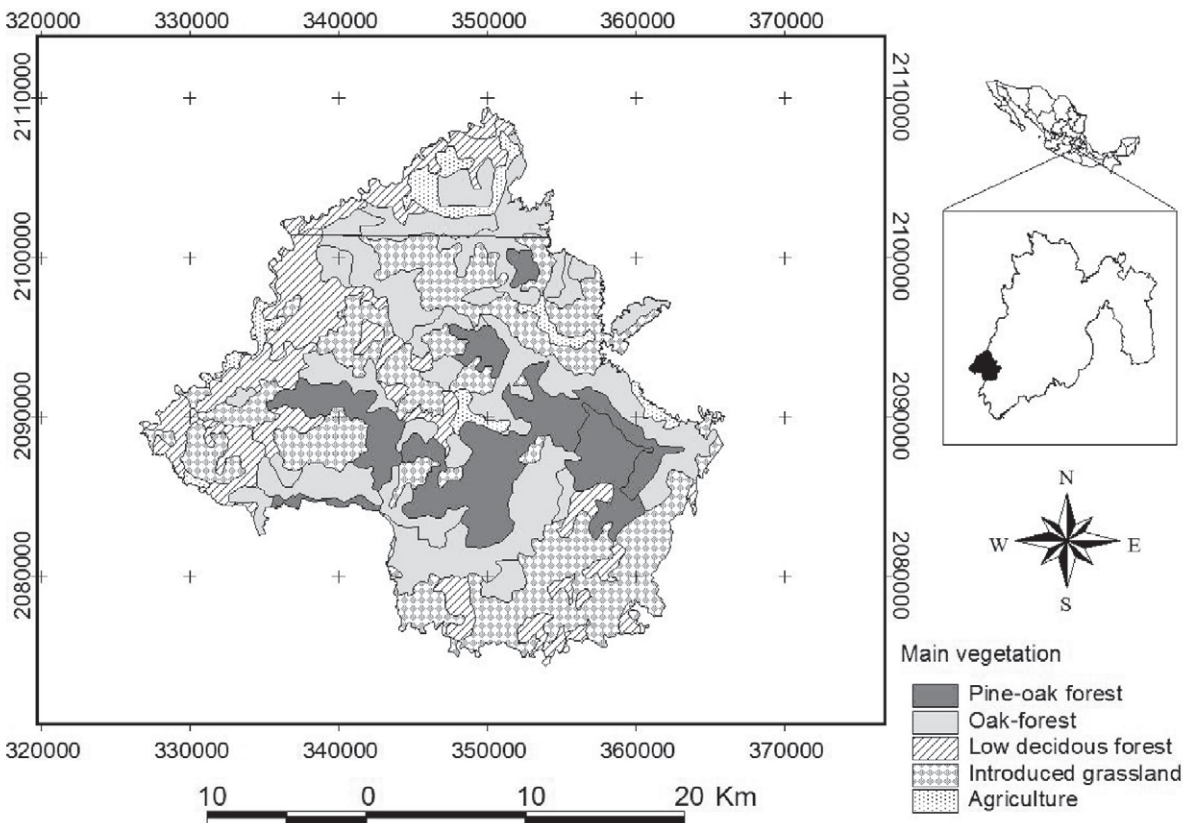 320000 330000 340000 350000 360000 370000
2110000 2110000
2100000 2100000
2090000 2090000
2080000 2080000
320000 330000 340000 350000 360000 370000
10 0 10 20 Km
N
W E
S
Main vegetation
Pine-oak forest
Oak-forest
Low decidous forest
Introduced grassland
Agriculture